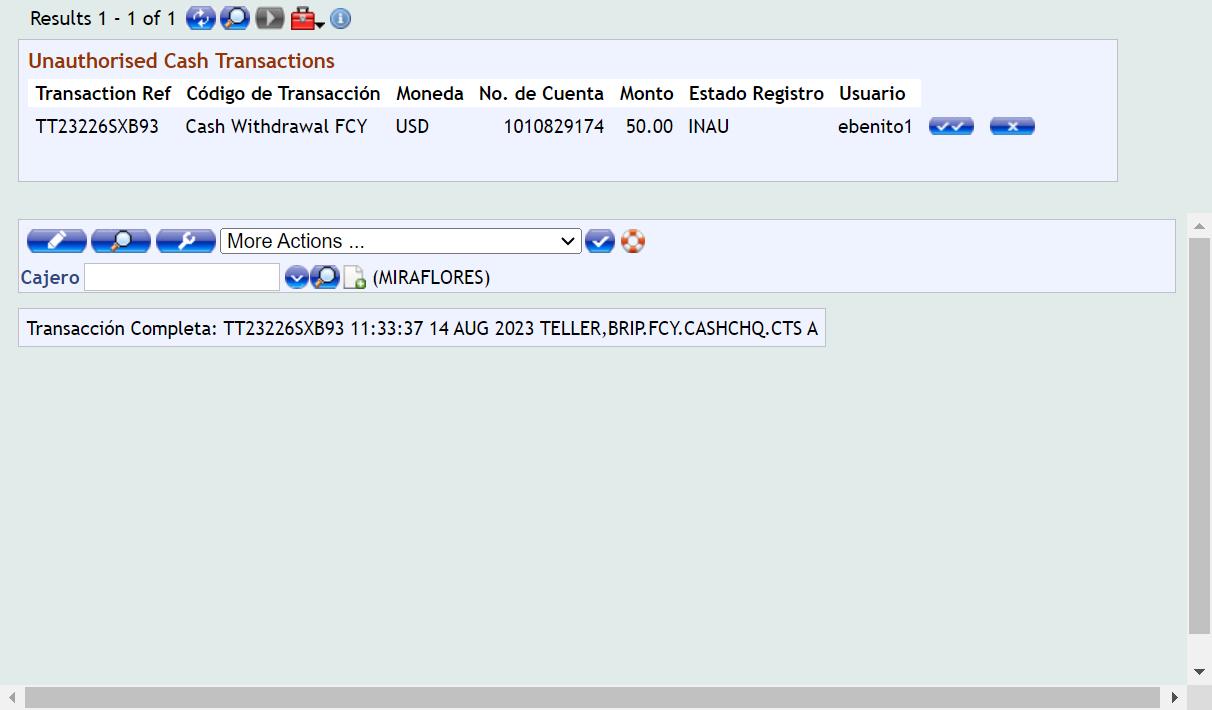 Results 1 - 1 of 1
Unauthorised Cash Transactions
Transaction Ref Código de Transacción Moneda No. de Cuenta Monto Estado Registro Usuario
TT23226SXB93 Cash Withdrawal FCY USD 1010829174 50.00 INAU ebenito1
More Actions ...
Cajero (MIRAFLORES)
Transacción Completa: TT23226SXB93 11:33:37 14 AUG 2023 TELLER,BRIP.FCY.CASHCHQ.CTS A